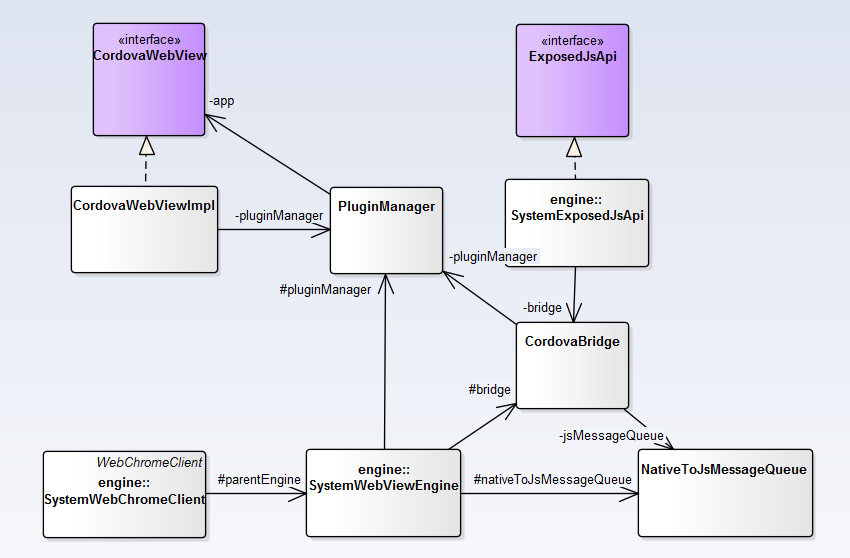 «interface»
CordovaWebView
«interface»
ExposedJsApi
-app
CordovaWebViewImpl
-pluginManager
PluginManager
engine::
SystemExposedJsApi
-pluginManager
#pluginManager
-bridge
CordovaBridge
#bridge
-jsMessageQueue
WebChromeClient
engine::
SystemWebChromeClient
#parentEngine
engine::
SystemWebViewEngine
#nativeToJsMessageQueue
NativeToJsMessageQueue